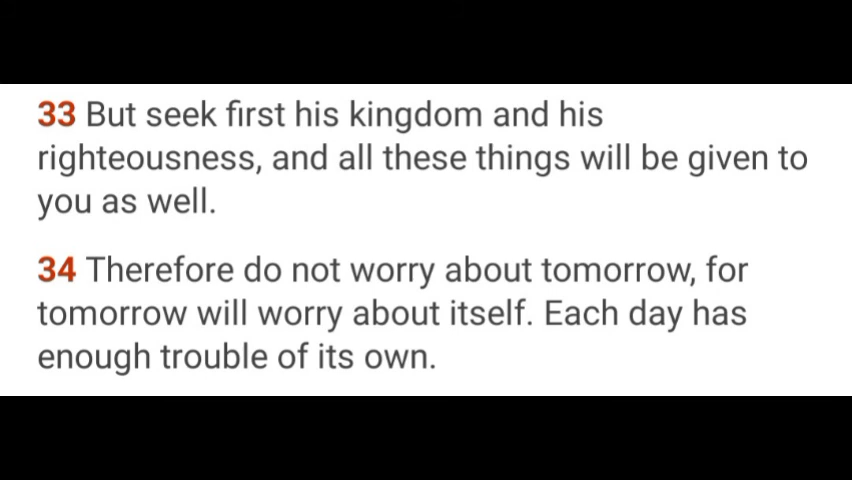 33 But seek first his kingdom and his
righteousness, and all these things will be given to
you as well.
34 Therefore do not worry about tomorrow, for
tomorrow will worry about itself. Each day has
enough trouble of its own.